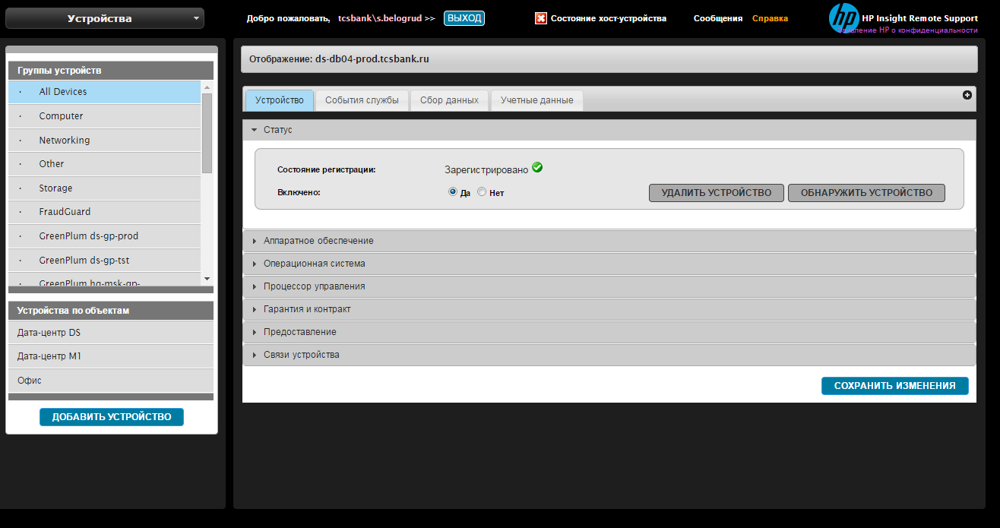 Устройства
Добро пожаловать, tcsbank\s.belogrud >> ВЫХОД
Состояние хост-устройства
Сообщения Справка
hp HP Insight Remote Support
Заявление HP о конфиденциальности
Группы устройств
All Devices
Computer
Networking
Other
Storage
FraudGuard
GreenPlum ds-gp-prod
GreenPlum ds-gp-tst
GreenPlum hq-msk-gp-
Устройства по объектам
Дата-центр DS
Дата-центр M1
Офис
ДОБАВИТЬ УСТРОЙСТВО
Отображение: ds-db04-prod.tcsbank.ru
Устройство События службы Сбор данных Учетные данные
Статус
Состояние регистрации: Зарегистрировано
Включено: Да Нет УДАЛИТЬ УСТРОЙСТВО ОБНАРУЖИТЬ УСТРОЙСТВО
Аппаратное обеспечение
Операционная система
Процессор управления
Гарантия и контракт
Предоставление
Связи устройства
СОХРАНИТЬ ИЗМЕНЕНИЯ